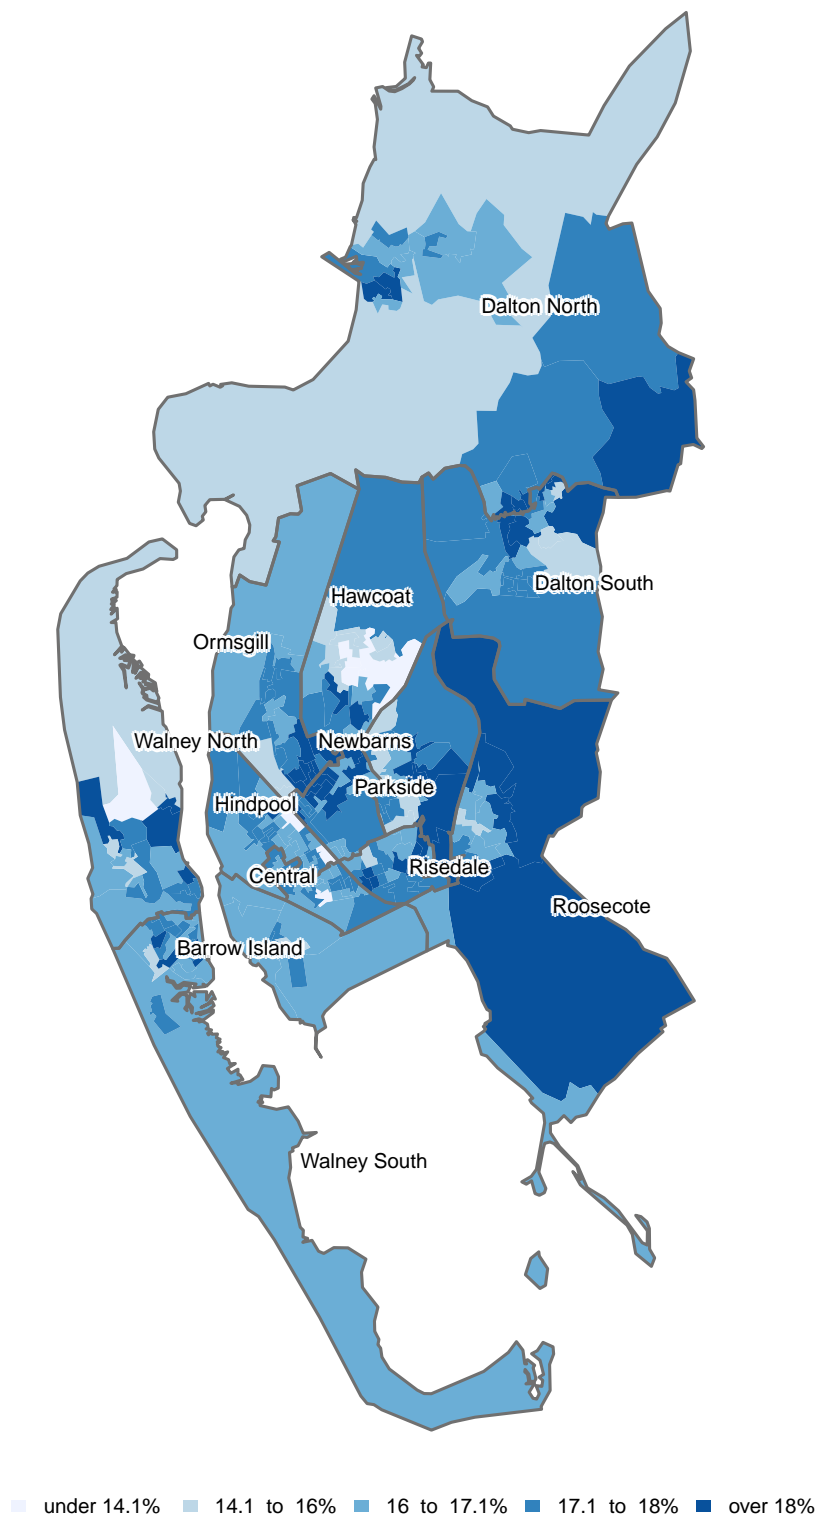 Dalton North
Dalton South
Hawcoat
Ormsgill
Walney North
Newbarns
Parkside
Hindpool
Risedale
Central
Roosecote
Barrow Island
Walney South
under 14.1% 14.1 to 16% 16 to 17.1% 17.1 to 18% over 18%